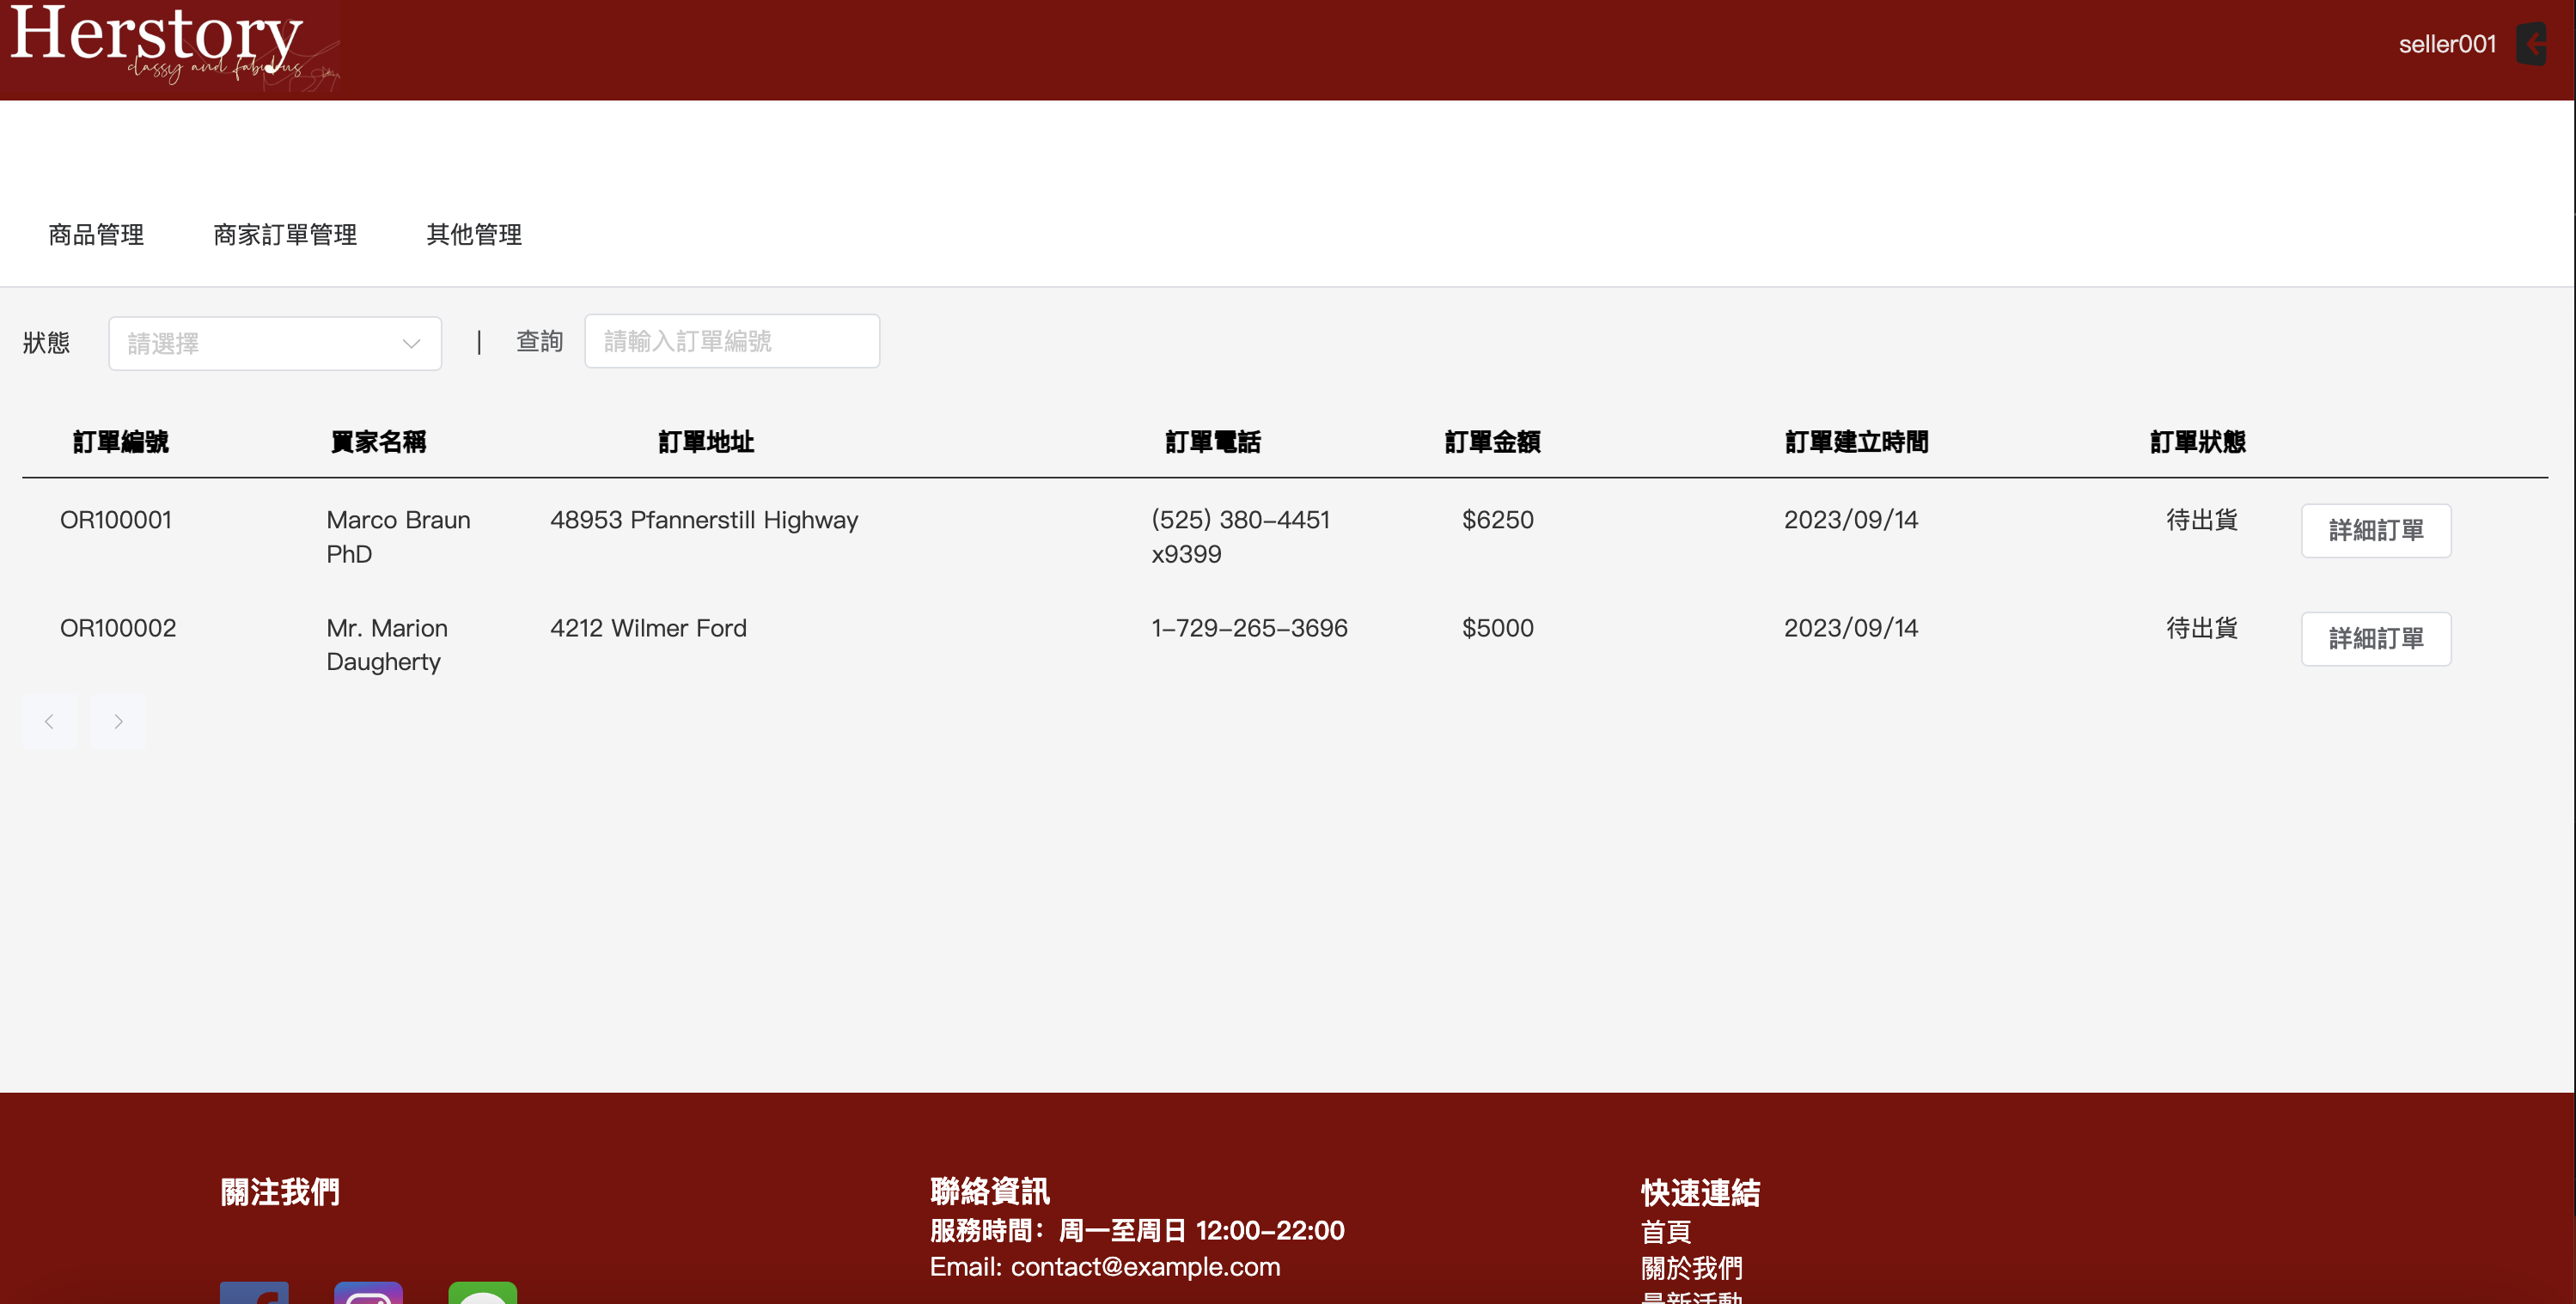 Herstory
classy and fabulous
seller001
商品管理 商家訂單管理 其他管理
狀態 請選擇 | 查詢 請輸入訂單編號
訂單編號 買家名稱 訂單地址 訂單電話 訂單金額 訂單建立時間 訂單狀態
OR100001 Marco Braun PhD 48953 Pfannerstill Highway (525) 380-4451 x9399 $6250 2023/09/14 待出貨 詳細訂單
OR100002 Mr. Marion Daugherty 4212 Wilmer Ford 1-729-265-3696 $5000 2023/09/14 待出貨 詳細訂單
關注我們
聯絡資訊
服務時間：周一至周日 12:00-22:00
Email: contact@example.com
快速連結
首頁
關於我們
最新活動